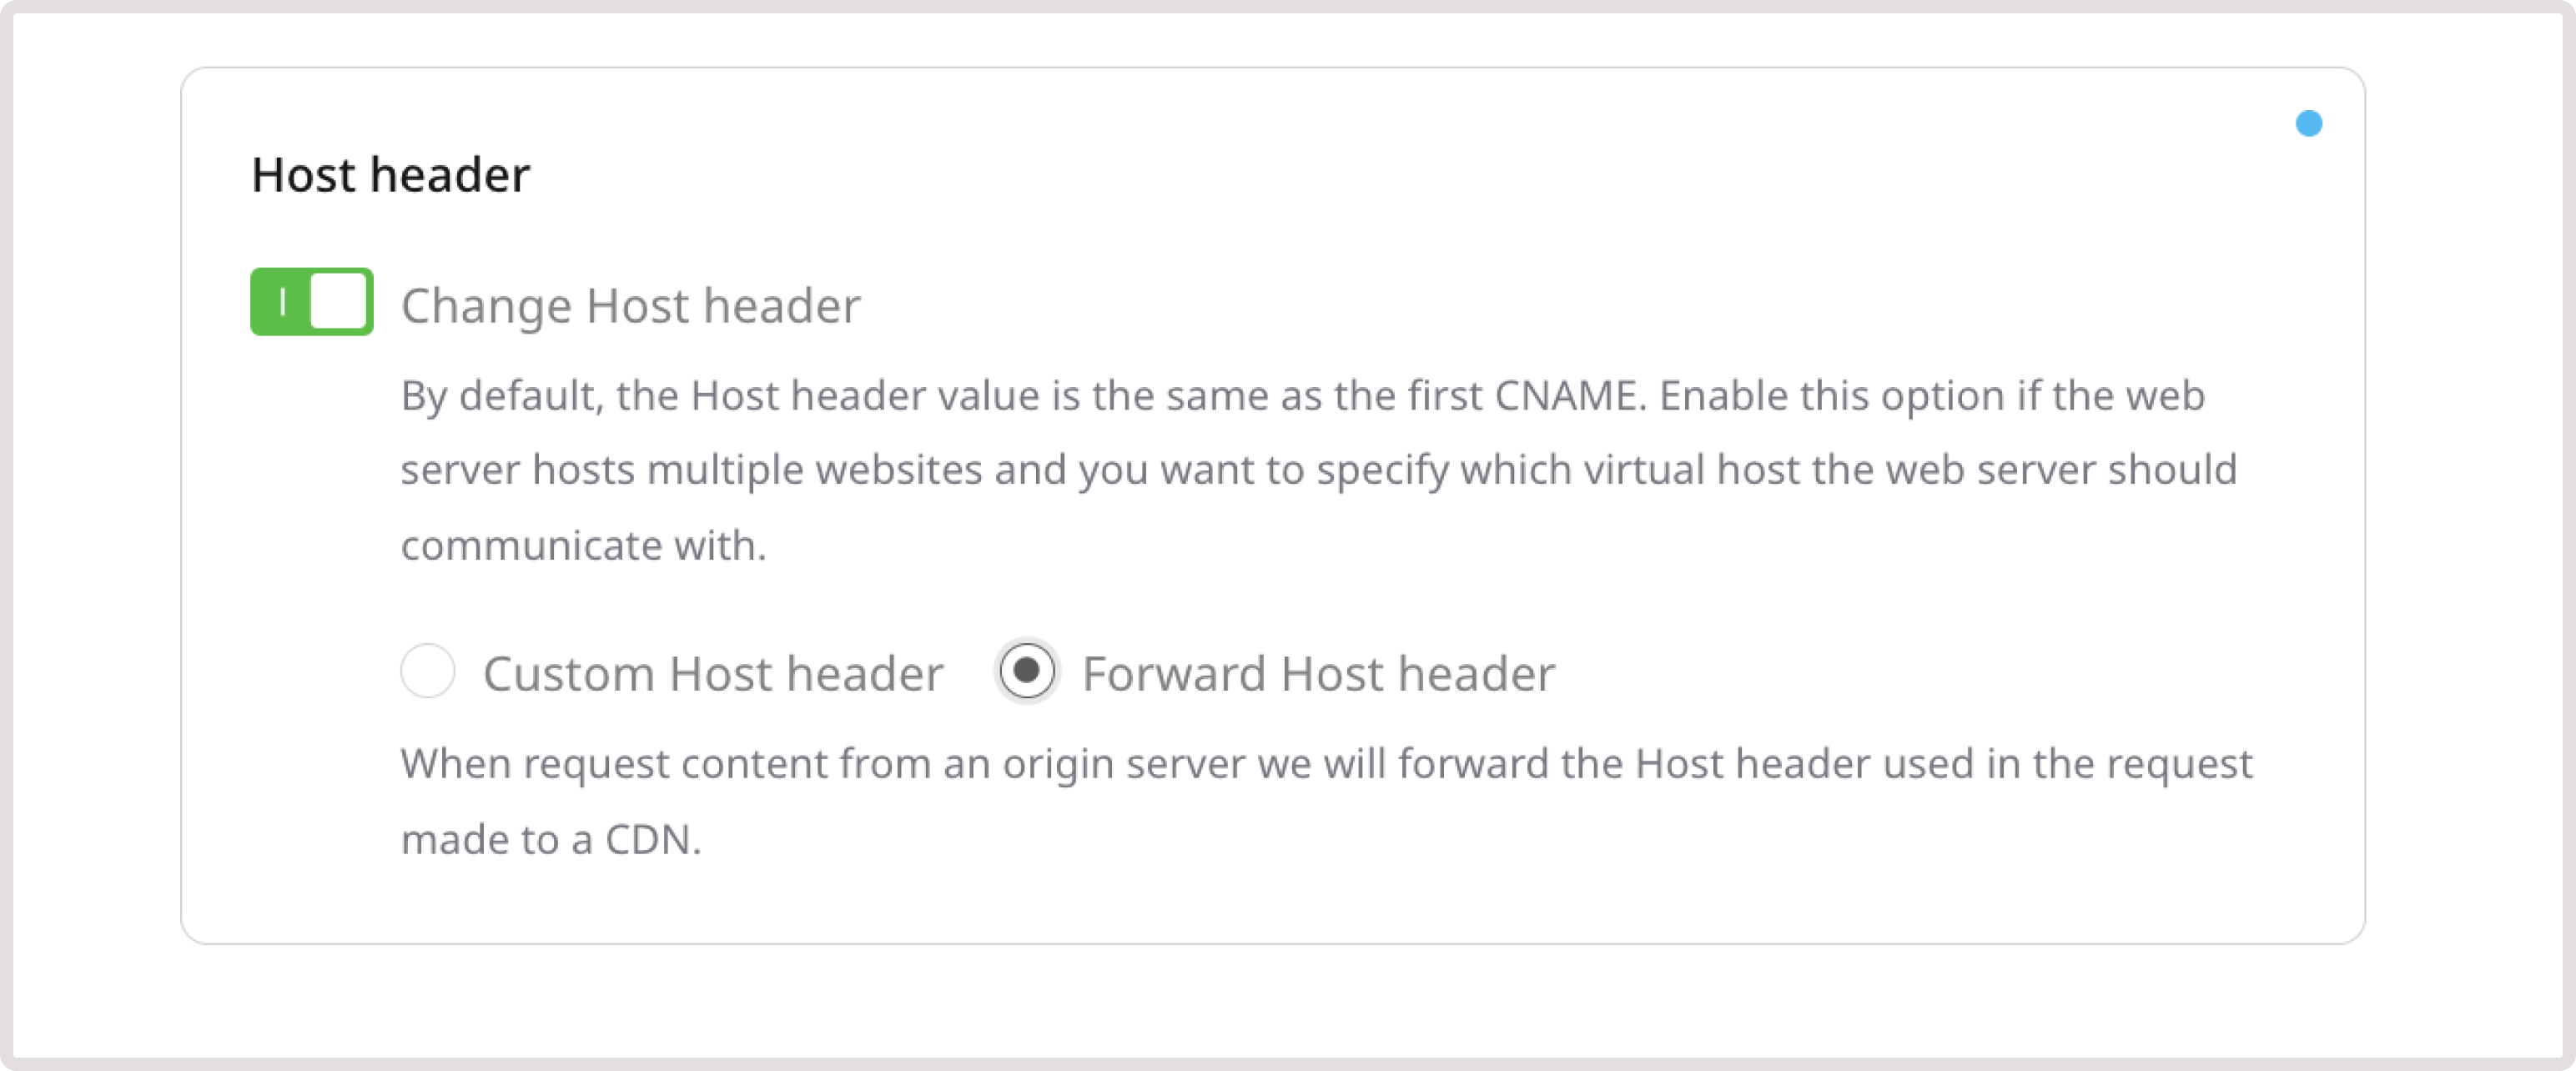 Host header
Change Host header
By default, the Host header value is the same as the first CNAME. Enable this option if the web
server hosts multiple websites and you want to specify which virtual host the web server should
communicate with.
Custom Host header Forward Host header
When request content from an origin server we will forward the Host header used in the request
made to a CDN.